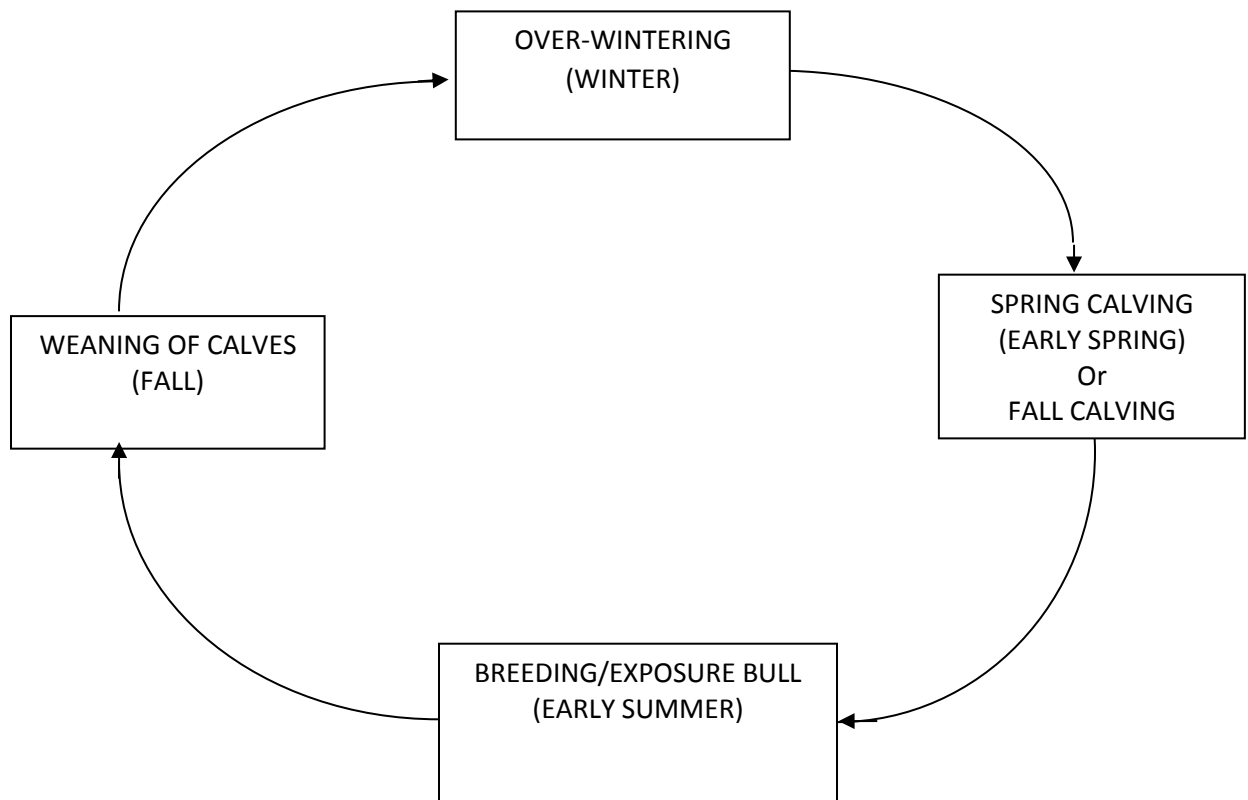 OVER-WINTERING
(WINTER)
SPRING CALVING
(EARLY SPRING)
Or
FALL CALVING
WEANING OF CALVES
(FALL)
BREEDING/EXPOSURE BULL
(EARLY SUMMER)